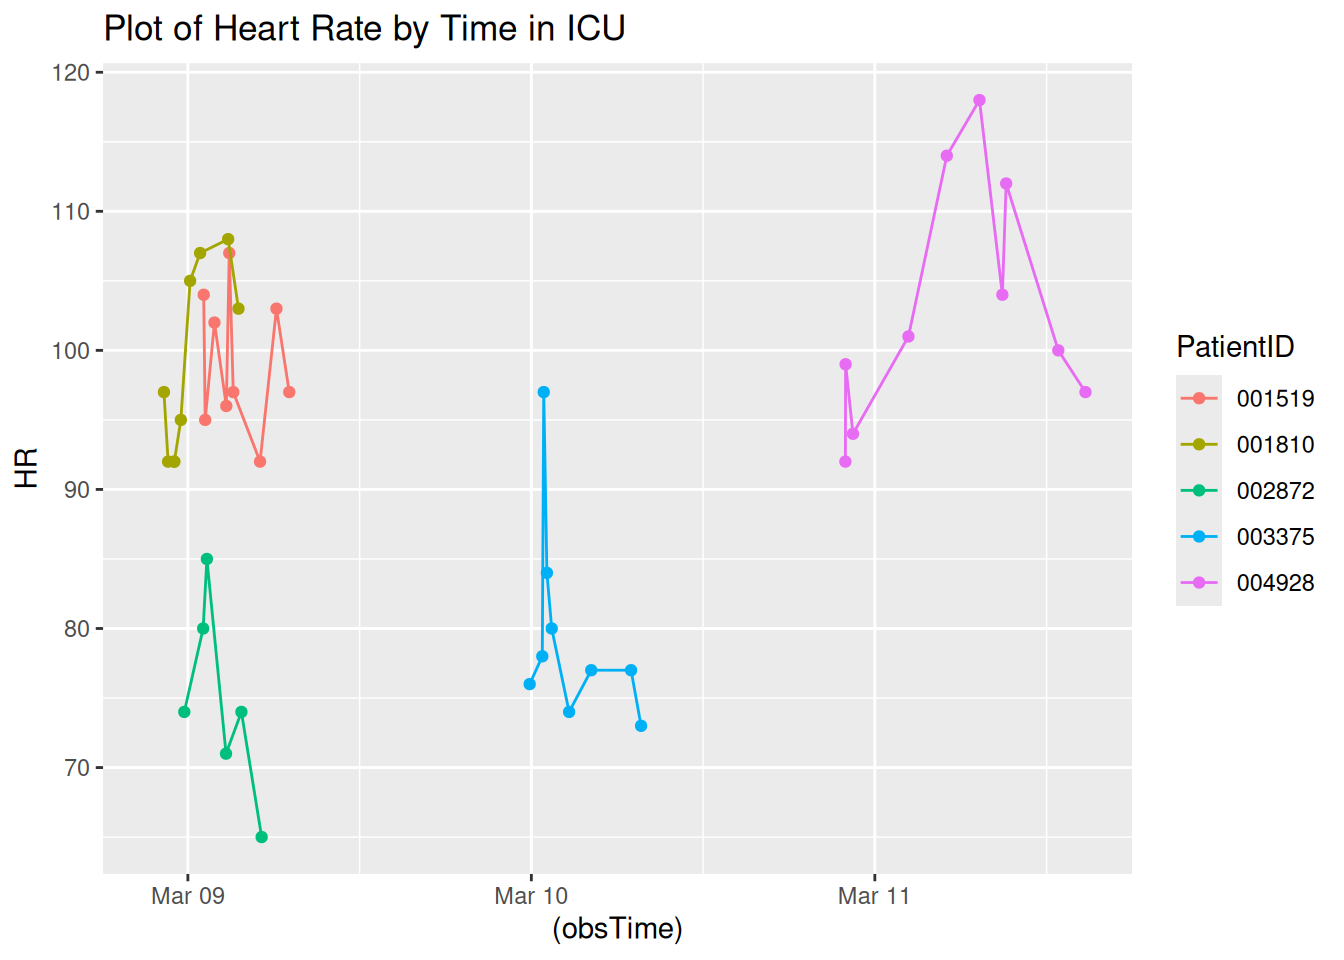 Plot of Heart Rate by Time in ICU
120
110
100
90
80
70
HR
Mar 09
Mar 10
Mar 11
(obsTime)
PatientID
001519
001810
002872
003375
004928